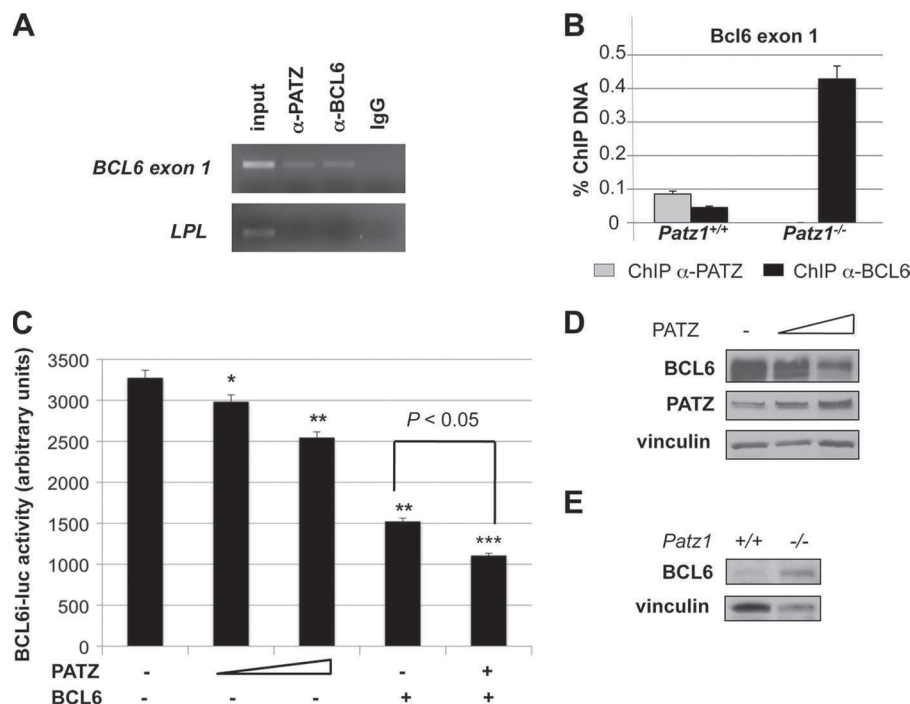 A
input
α-PATZ
α-BCL6
IgG
BCL6 exon 1
LPL
B
Bcl6 exon 1
% ChIP DNA
0.5
0.4
0.3
0.2
0.1
0
Patz1+/+
Patz1-/-
ChIP α-PATZ
ChIP α-BCL6
C
BCL6i-luc activity (arbitrary units)
3500
3000
2500
2000
1500
1000
500
0
*
**
**
P < 0.05
***
PATZ - - +
BCL6 - - - + +
D
PATZ -
BCL6
PATZ
vinculin
E
Patz1 +/+ -/-
BCL6
vinculin